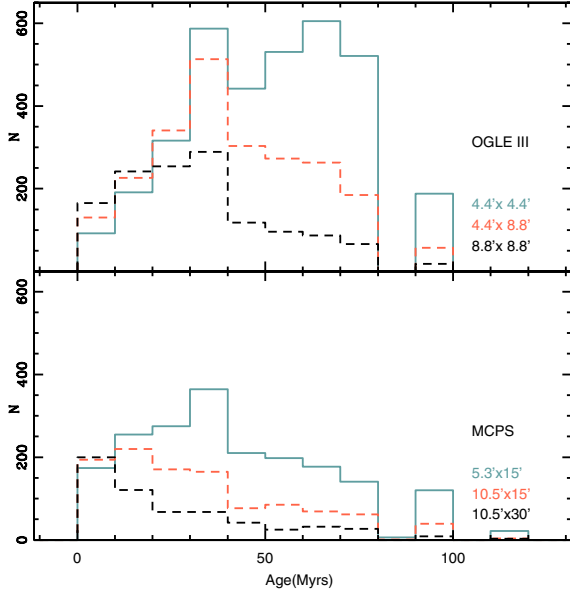 600
400
200
N
OGLE III
4.4'x 4.4'
4.4'x 8.8'
8.8'x 8.8'
600
400
200
0
N
MCPS
5.3'x15'
10.5'x15'
10.5'x30'
0 50 100
Age(Myrs)